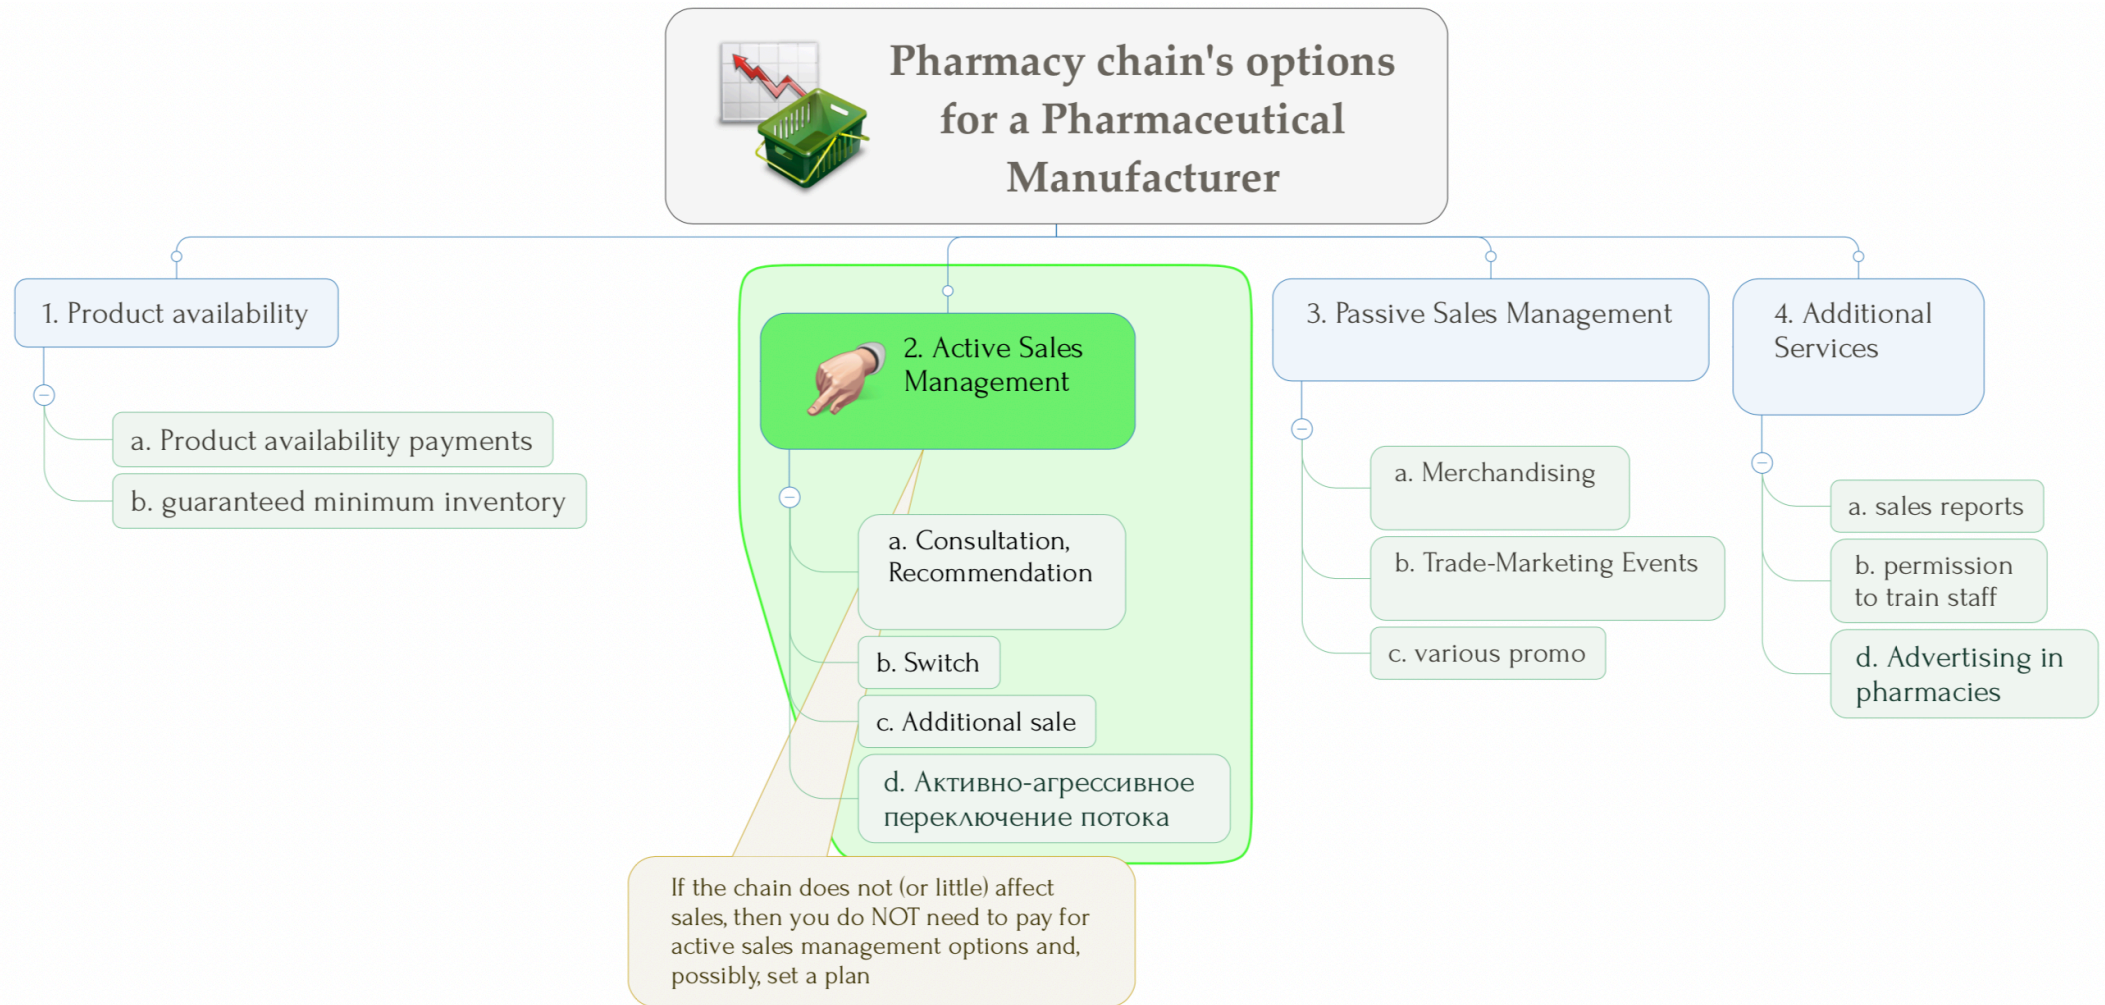 Pharmacy chain's options
for a Pharmaceutical
Manufacturer
1. Product availability
a. Product availability payments
b. guaranteed minimum inventory
2. Active Sales
Management
a. Consultation,
Recommendation
b. Switch
c. Additional sale
d. Активно-агрессивное
переключение потока
If the chain does not (or little) affect
sales, then you do NOT need to pay for
active sales management options and,
possibly, set a plan
3. Passive Sales Management
a. Merchandising
b. Trade-Marketing Events
c. various promo
4. Additional
Services
a. sales reports
b. permission
to train staff
d. Advertising in
pharmacies